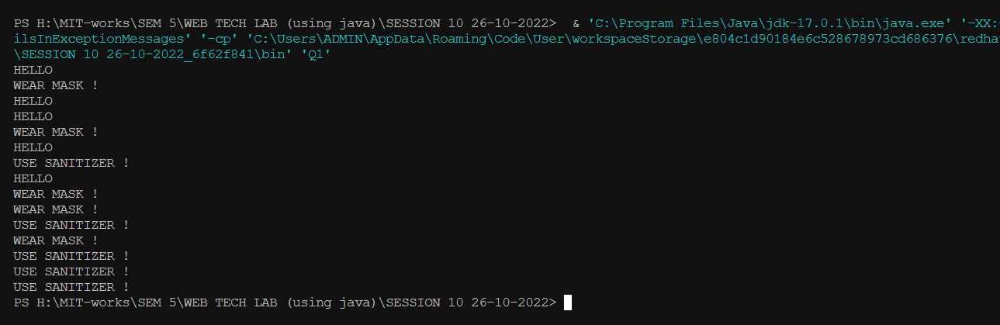 PS H:\MIT-works\SEM 5\WEB TECH LAB (using java)\SESSION 10 26-10-2022>  & 'C:\Program Files\Java\jdk-17.0.1\bin\java.exe' '-XX:
ilsInExceptionMessages' '-cp' 'C:\Users\ADMIN\AppData\Roaming\Code\User\workspaceStorage\e804c1d90184e6c528678973cd686376\redha
\SESSION 10 26-10-2022_6f62f841\bin' 'Q1'
HELLO
WEAR MASK !
HELLO
HELLO
WEAR MASK !
HELLO
USE SANITIZER !
HELLO
WEAR MASK !
WEAR MASK !
USE SANITIZER !
WEAR MASK !
USE SANITIZER !
USE SANITIZER !
USE SANITIZER !
PS H:\MIT-works\SEM 5\WEB TECH LAB (using java)\SESSION 10 26-10-2022>